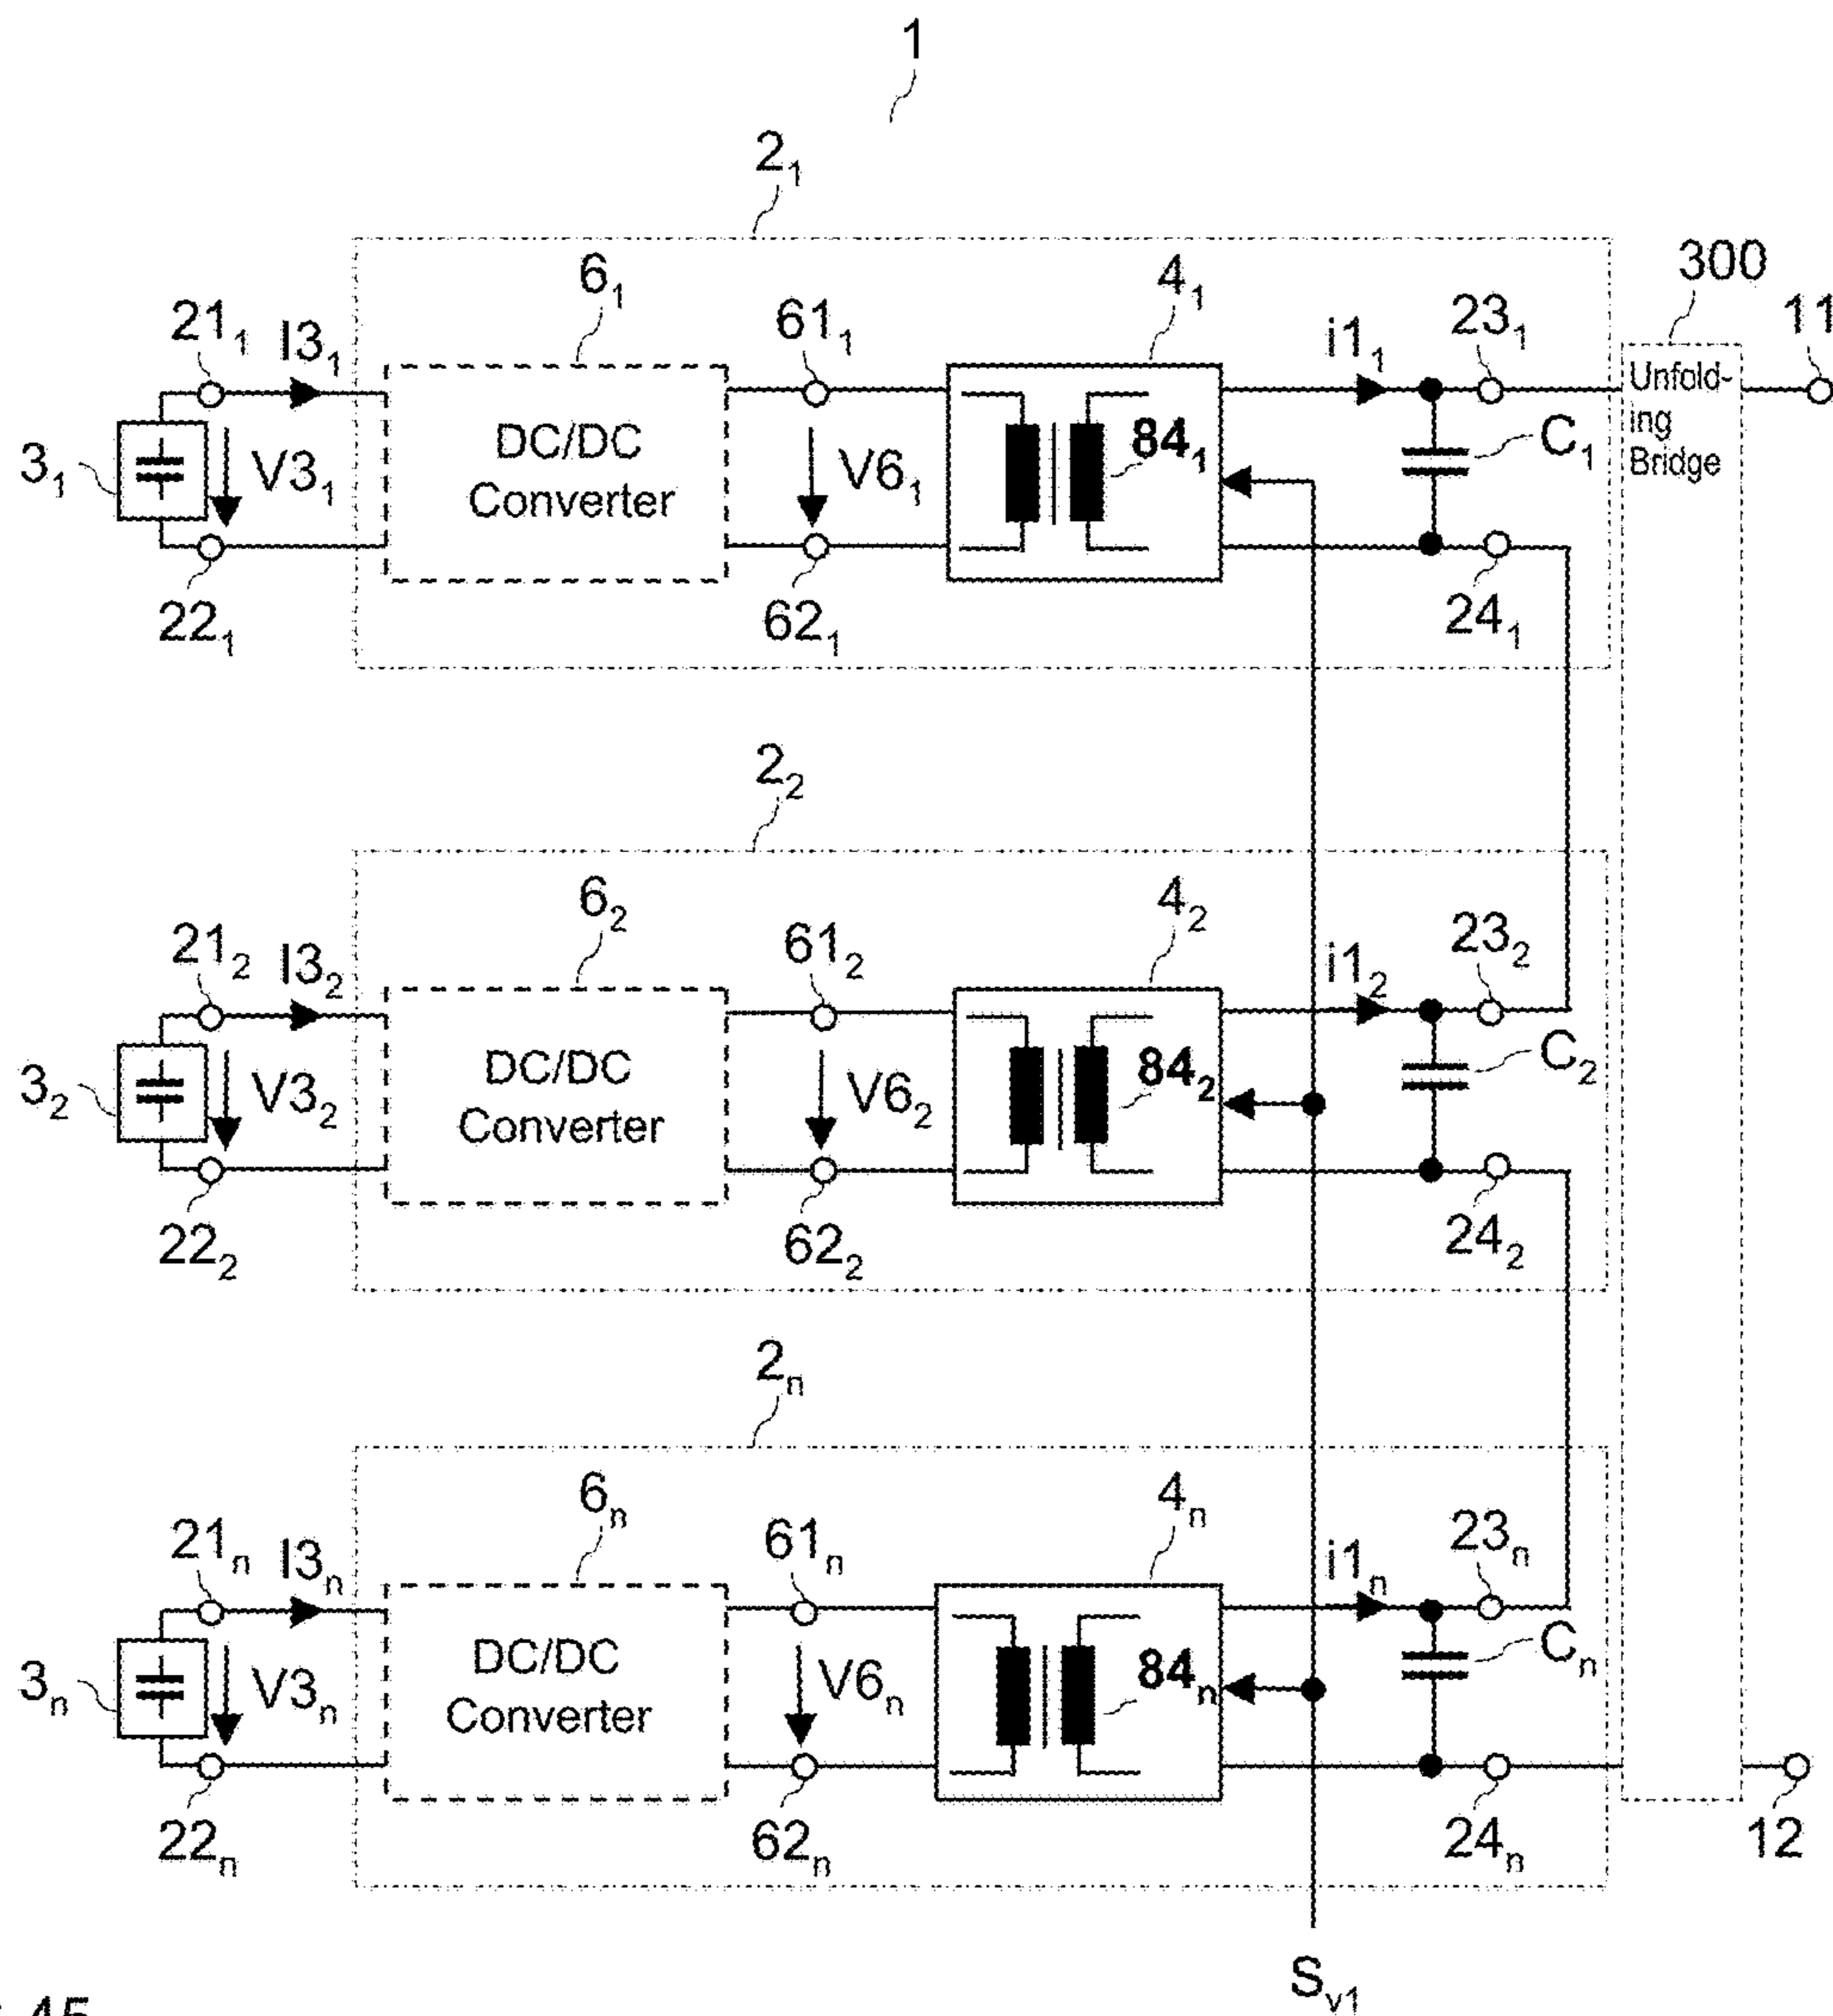 1
2₁
6₁
4₁
300
21₁
I3₁
61₁
i1₁
23₁
11
Unfold-
ing
Bridge
3₁
V3₁
DC/DC
Converter
V6₁
84₁
C₁
22₁
62₁
24₁
2₂
6₂
4₂
21₂
I3₂
61₂
i1₂
23₂
3₂
V3₂
DC/DC
Converter
V6₂
84₂
C₂
22₂
62₂
24₂
2ₙ
6ₙ
4ₙ
21ₙ
I3ₙ
61ₙ
i1ₙ
23ₙ
3ₙ
V3ₙ
DC/DC
Converter
V6ₙ
84ₙ
Cₙ
22ₙ
62ₙ
24ₙ
12
Sᵥ₁
45